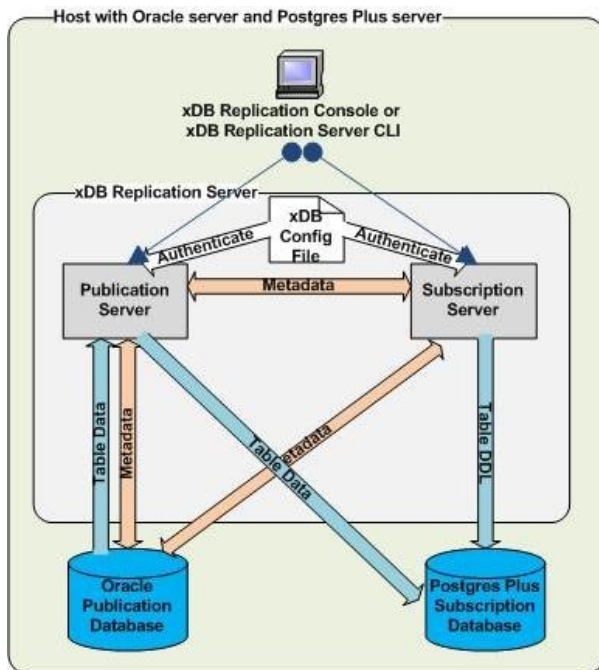 Host with Oracle server and Postgres Plus server
xDB Replication Console or
xDB Replication Server CLI
xDB Replication Server
xDB
Config
File
Authenticate
Authenticate
Publication
Server
Metadata
Subscription
Server
Table Data
Metadata
Table Data
Metadata
Table DDL
Oracle
Publication
Database
Postgres Plus
Subscription
Database